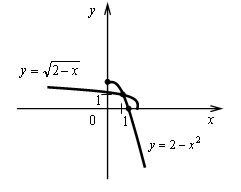 y
y = √2 − x
1
0 1
x
y = 2 − x²